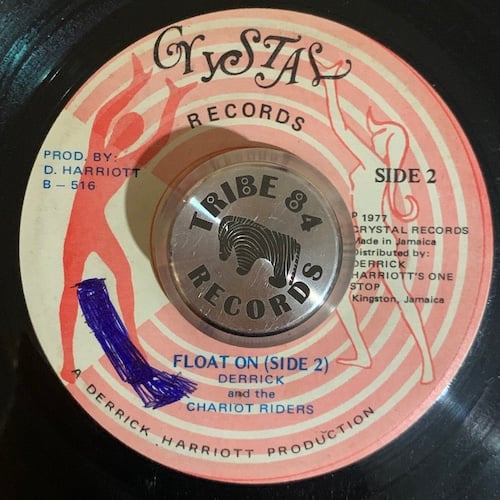 CRYSTAL
RECORDS
PROD. BY:
D. HARRIOTT
B - 516
SIDE 2
TRIBE 84
RECORDS
P 1977
CRYSTAL RECORDS
Made in Jamaica
Distributed by:
DERRICK
HARRIOTT'S ONE
STOP
Kingston, Jamaica
FLOAT ON (SIDE 2)
DERRICK
and the
CHARIOT RIDERS
A DERRICK HARRIOTT PRODUCTION